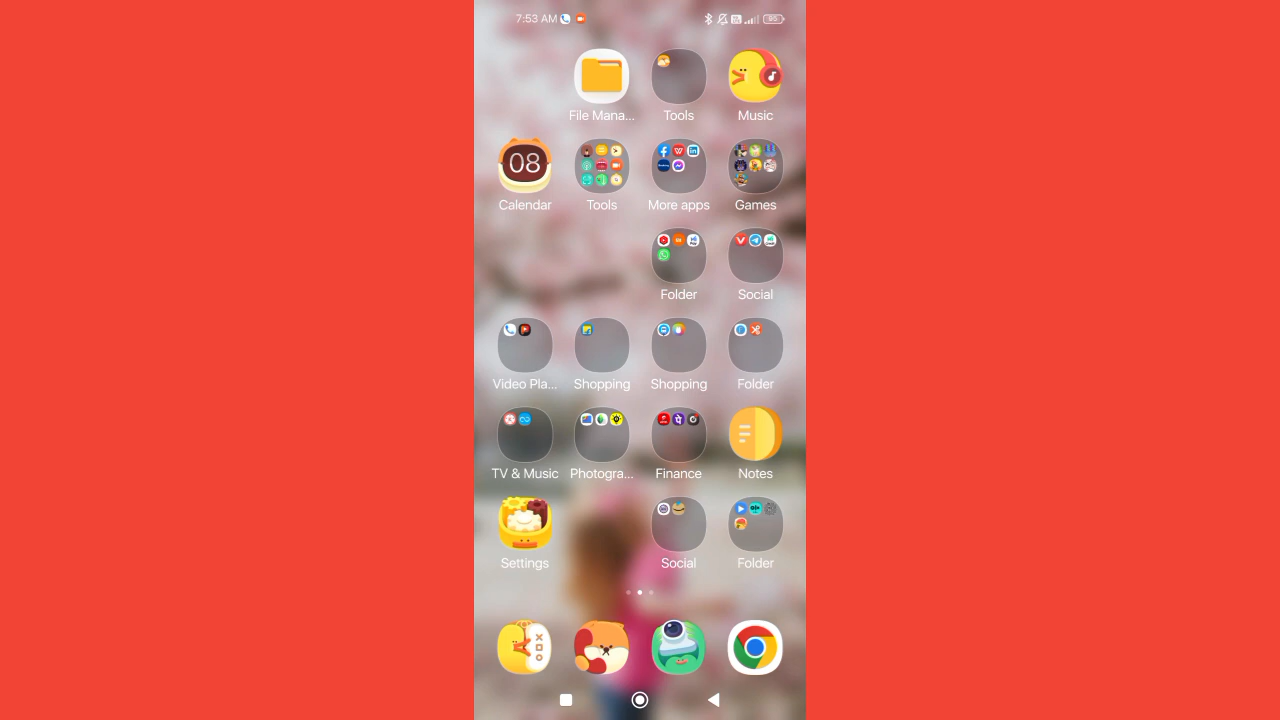 7:53 AM
86
File Mana...
Tools
Music
08
Calendar
Tools
More apps
Games
Folder
Social
Video Pla...
Shopping
Shopping
Folder
TV & Music
Photogra...
Finance
Notes
Settings
Social
Folder